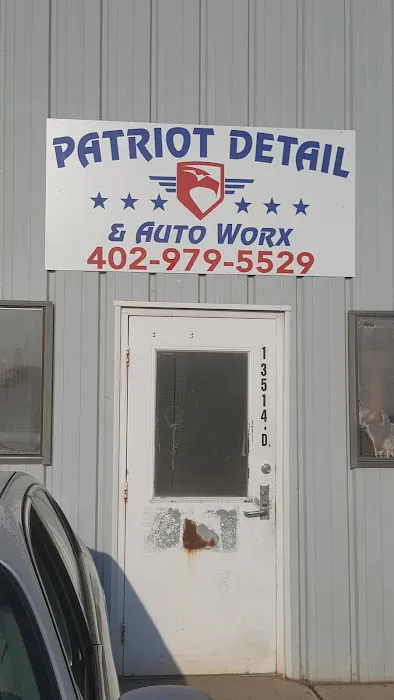 PATRIOT DETAIL
& AUTO WORX
402-979-5529
13514-D